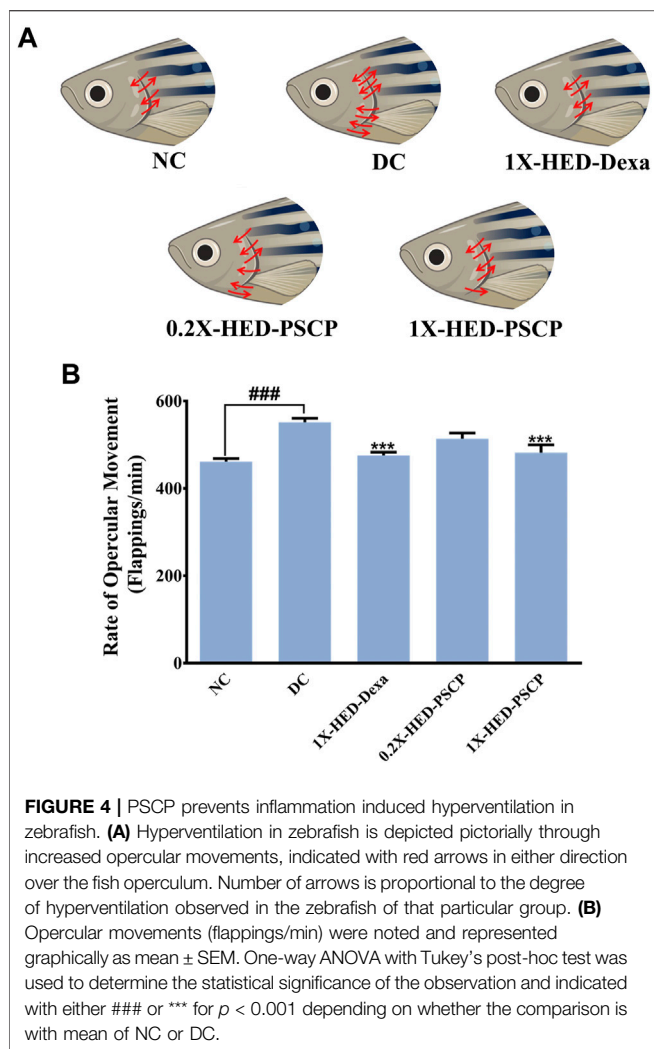 A
NC
DC
1X-HED-Dexa
0.2X-HED-PSCP
1X-HED-PSCP
B
Rate of Opercular Movement
(Flappings/min)
600
400
200
0
###
***
***
NC
DC
1X-HED-Dexa
0.2X-HED-PSCP
1X-HED-PSCP
FIGURE 4 | PSCP prevents inflammation induced hyperventilation in
zebrafish. (A) Hyperventilation in zebrafish is depicted pictorially through
increased opercular movements, indicated with red arrows in either direction
over the fish operculum. Number of arrows is proportional to the degree
of hyperventilation observed in the zebrafish of that particular group. (B)
Opercular movements (flappings/min) were noted and represented
graphically as mean ± SEM. One-way ANOVA with Tukey's post-hoc test was
used to determine the statistical significance of the observation and indicated
with either ### or *** for p < 0.001 depending on whether the comparison is
with mean of NC or DC.